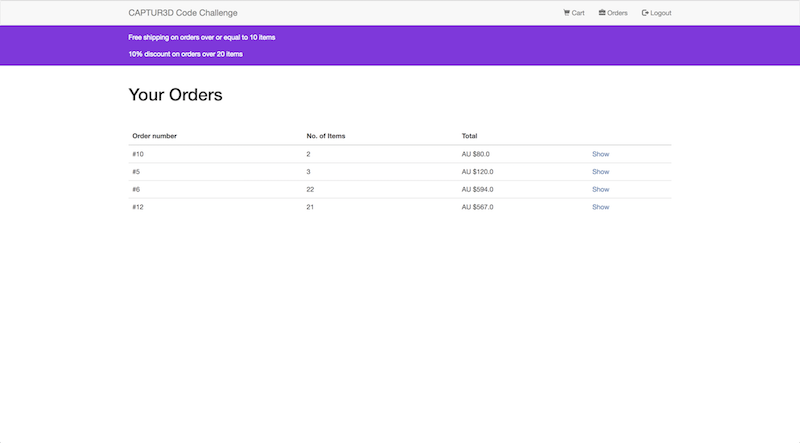 CAPTUR3D Code Challenge Cart Orders Logout
Free shipping on orders over or equal to 10 items
10% discount on orders over 20 items
Your Orders
Order number No. of Items Total
#10 2 AU $80.0 Show
#5 3 AU $120.0 Show
#6 22 AU $594.0 Show
#12 21 AU $567.0 Show